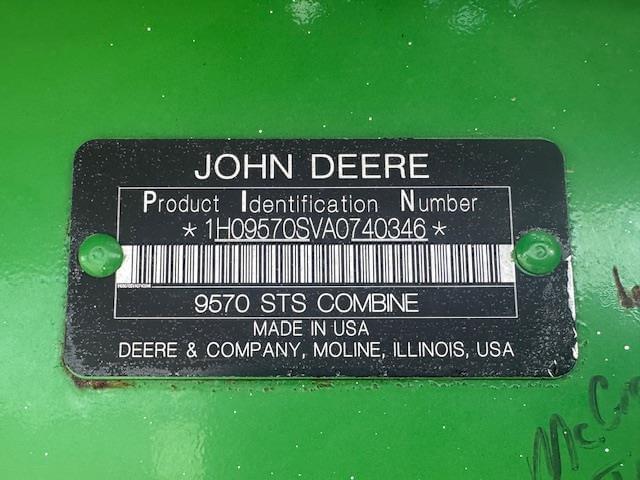 JOHN DEERE
Product Identification Number
*1H09570SVA0740346*
9570 STS COMBINE
MADE IN USA
DEERE & COMPANY, MOLINE, ILLINOIS, USA